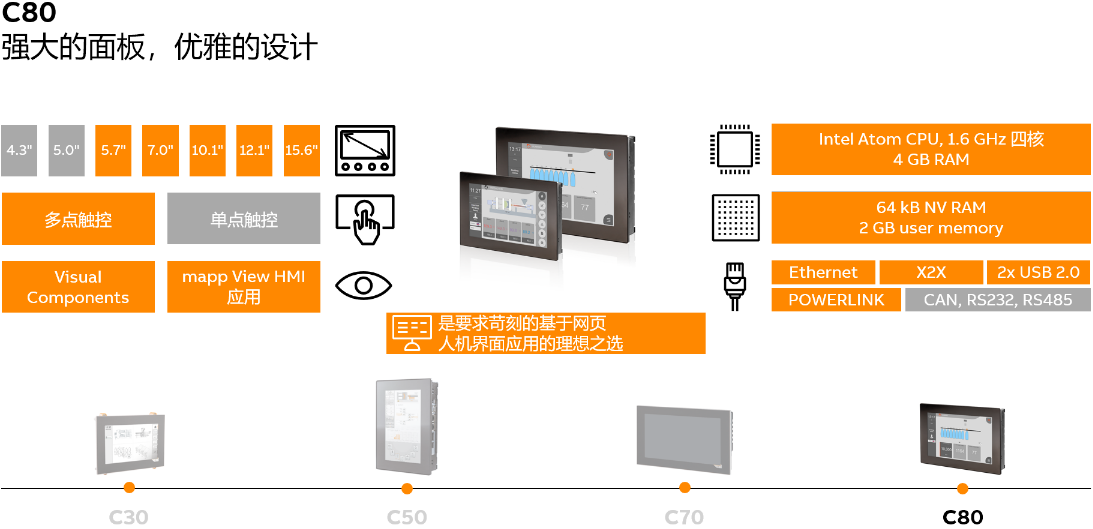 C80
强大的面板，优雅的设计
4.3" 5.0" 5.7" 7.0" 10.1" 12.1" 15.6"
多点触控 单点触控
Visual
Components
mapp View HMI
应用
Intel Atom CPU, 1.6 GHz 四核
4 GB RAM
64 kB NV RAM
2 GB user memory
Ethernet X2X 2x USB 2.0
POWERLINK CAN, RS232, RS485
是要求苛刻的基于网页
人机界面应用的理想之选
C30 C50 C70 C80